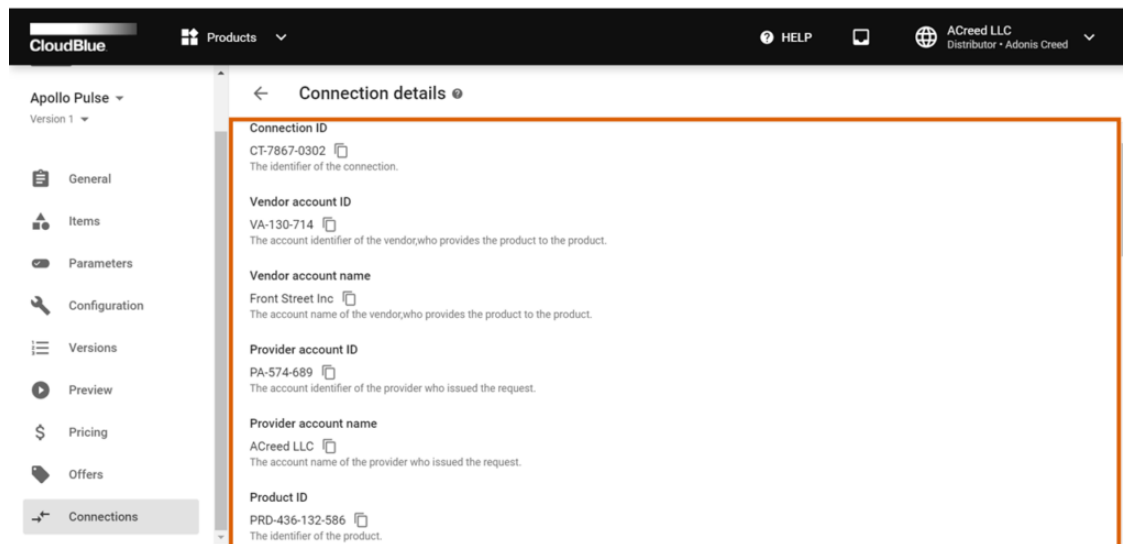 CloudBlue.
Products
HELP
ACreed LLC
Distributor • Adonis Creed
Apollo Pulse
Version 1
General
Items
Parameters
Configuration
Versions
Preview
Pricing
Offers
Connections
Connection details
Connection ID
CT-7867-0302
The identifier of the connection.
Vendor account ID
VA-130-714
The account identifier of the vendor,who provides the product to the product.
Vendor account name
Front Street Inc
The account name of the vendor,who provides the product to the product.
Provider account ID
PA-574-689
The account identifier of the provider who issued the request.
Provider account name
ACreed LLC
The account name of the provider who issued the request.
Product ID
PRD-436-132-586
The identifier of the product.